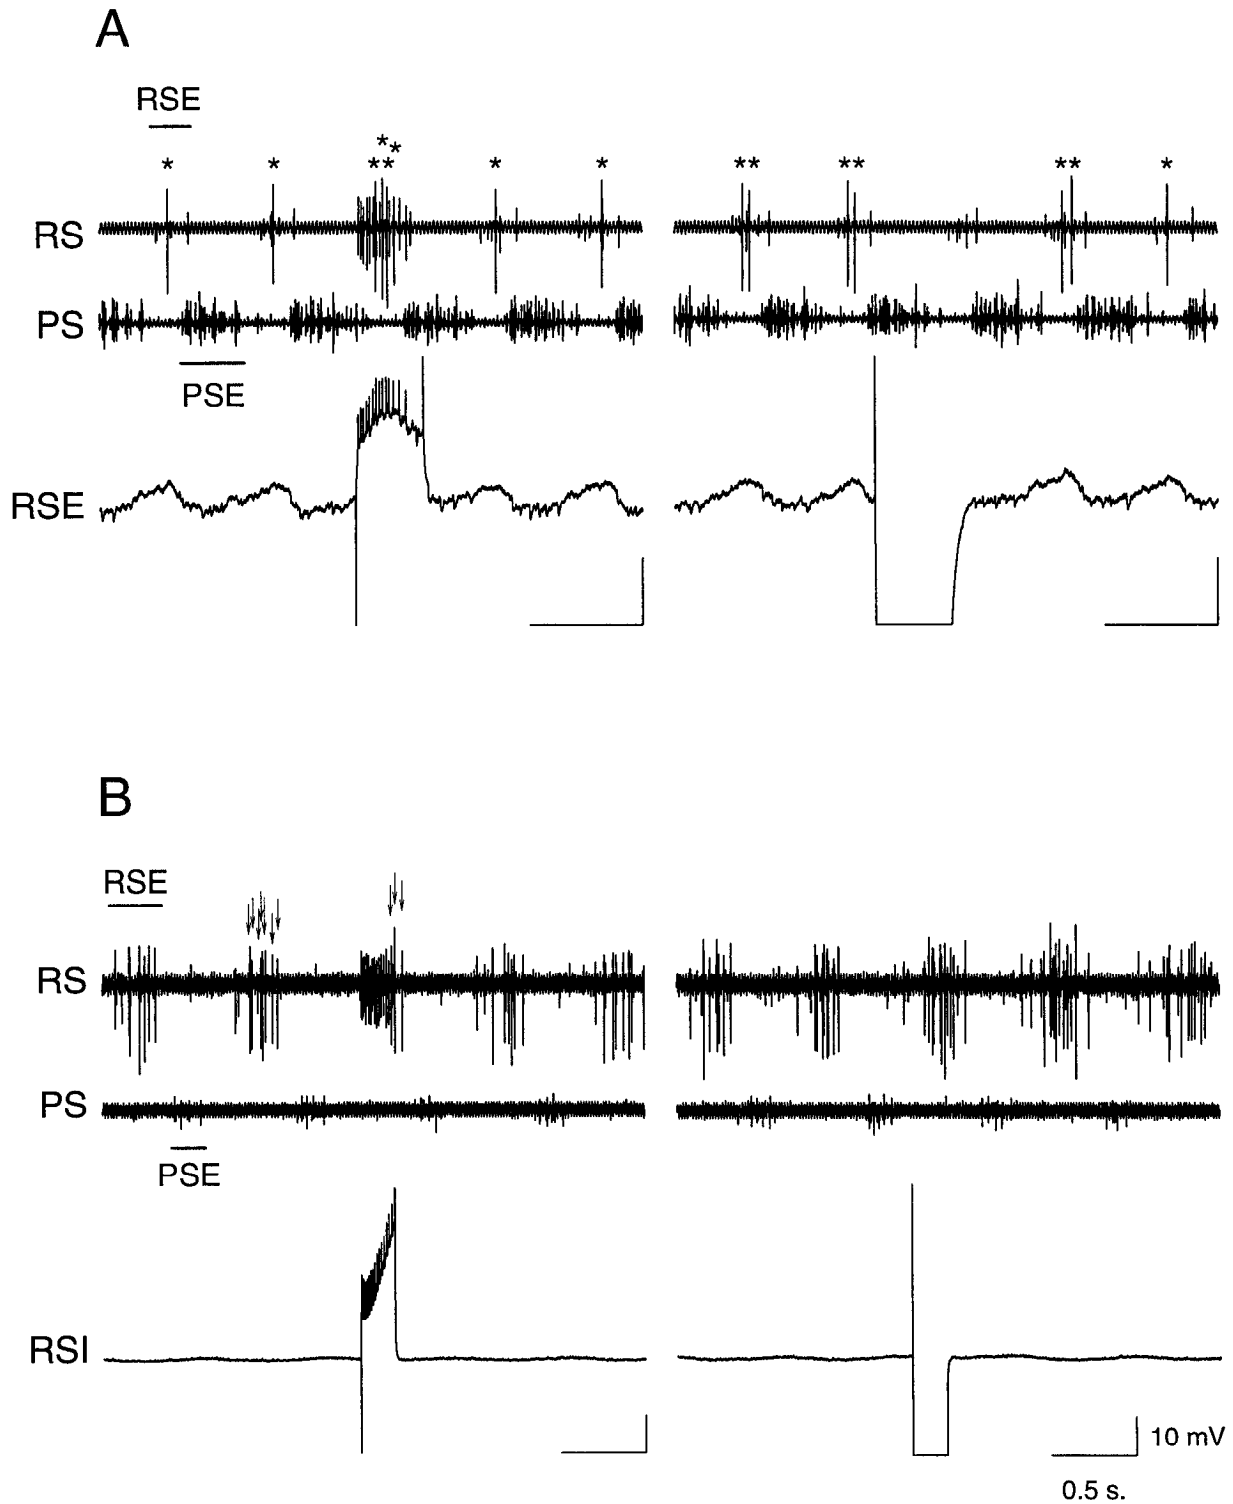 A
RSE
* * * * * * * * ** ** ** *
RS
PS
PSE
RSE
B
RSE
RS
PS
PSE
RSI
10 mV
0.5 s.